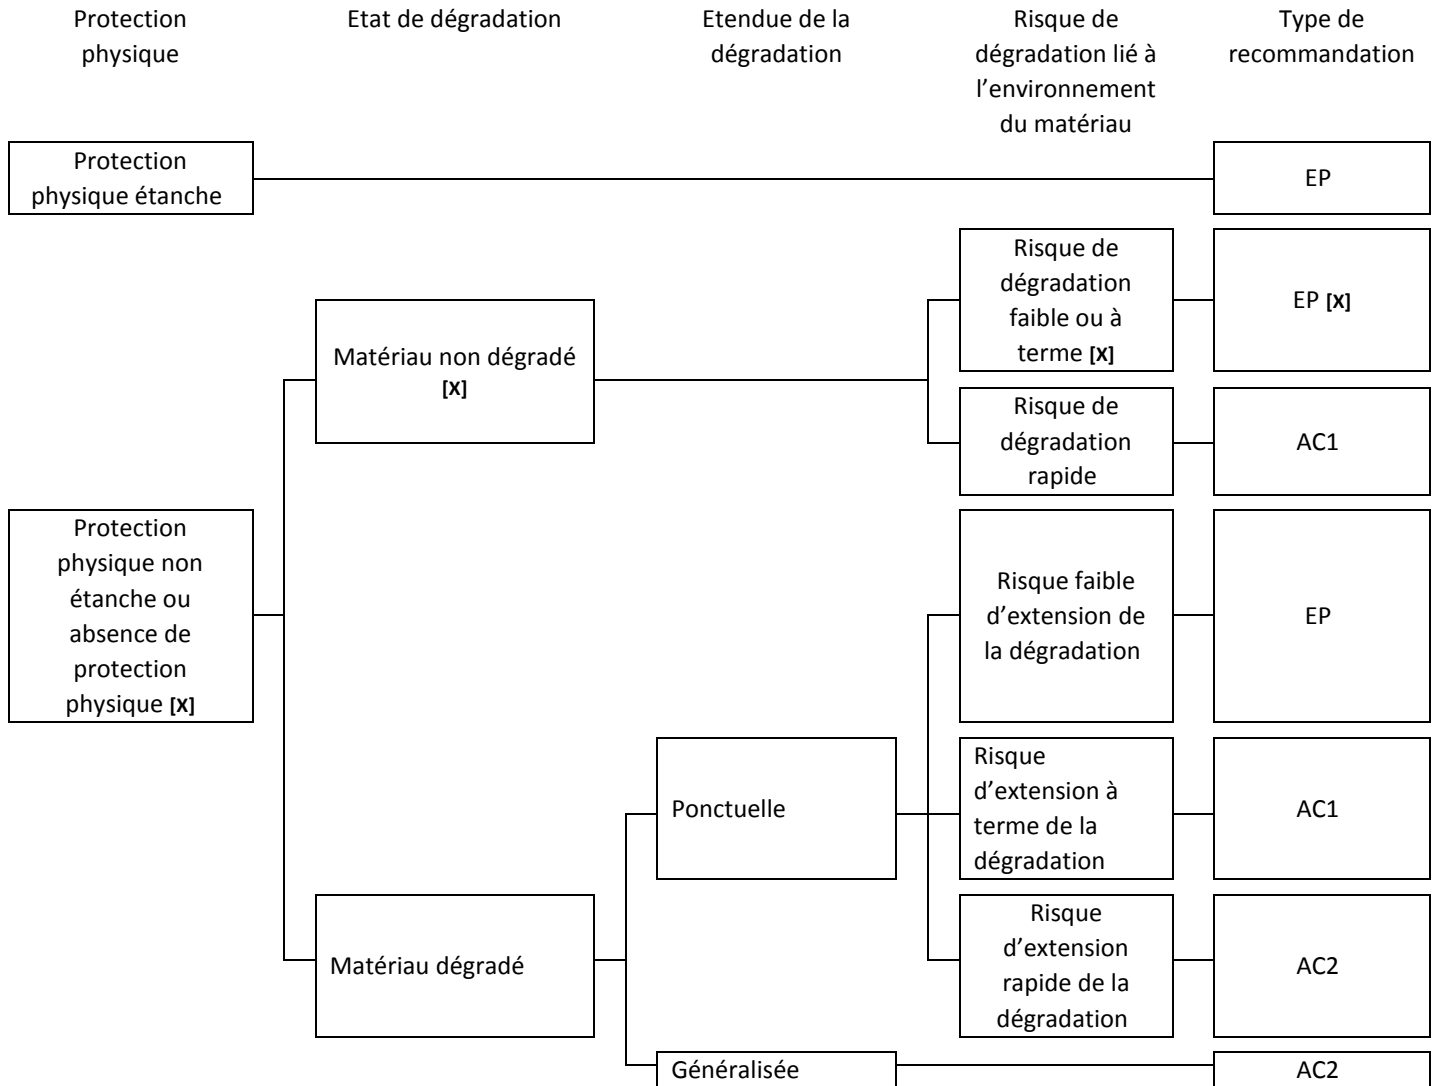 Protection
physique
Etat de dégradation
Etendue de la
dégradation
Risque de
dégradation lié à
l’environnement
du matériau
Type de
recommandation
Protection
physique étanche
EP
Risque de
dégradation
faible ou à
terme [X]
EP [X]
Matériau non dégradé
[X]
Risque de
dégradation
rapide
AC1
Protection
physique non
étanche ou
absence de
protection
physique [X]
Risque faible
d’extension de
la dégradation
EP
Ponctuelle
Risque
d’extension à
terme de la
dégradation
AC1
Matériau dégradé
Risque
d’extension
rapide de la
dégradation
AC2
Généralisée
AC2